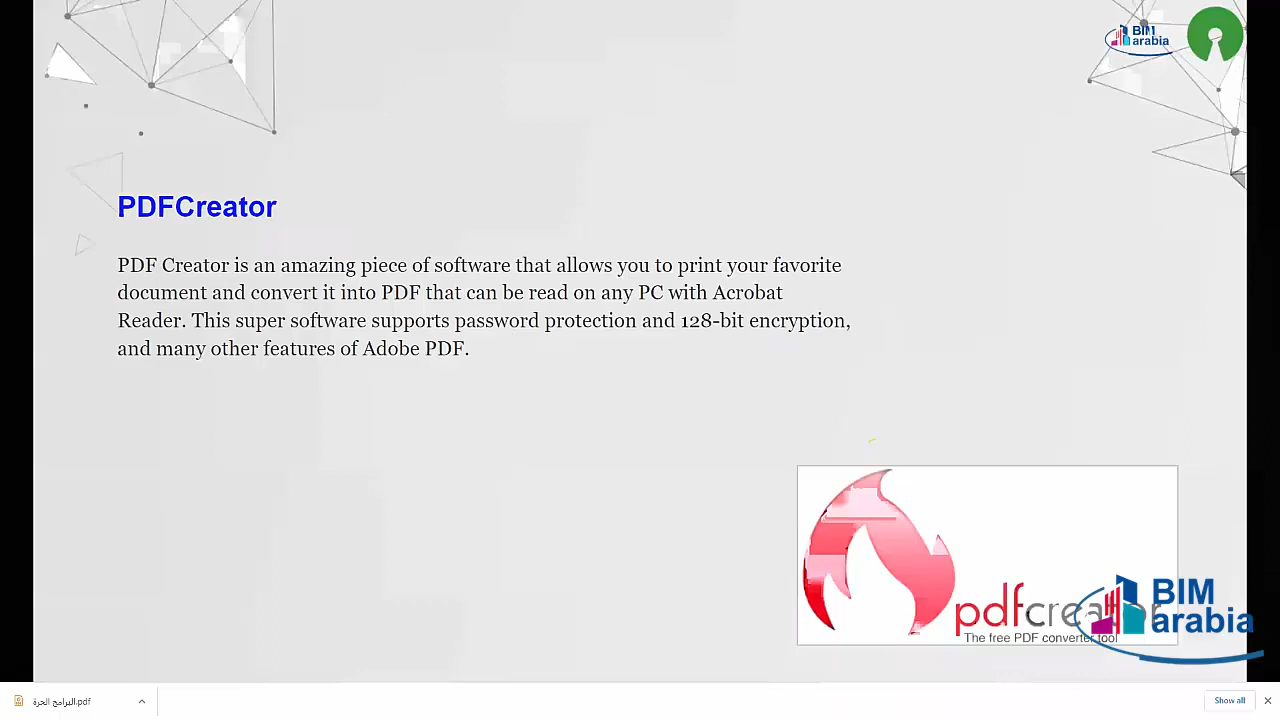 BIM
arabia
PDFCreator
PDF Creator is an amazing piece of software that allows you to print your favorite
document and convert it into PDF that can be read on any PC with Acrobat
Reader. This super software supports password protection and 128-bit encryption,
and many other features of Adobe PDF.
pdfcreator
The free PDF converter tool
BIM
arabia
البرامج الحرة.pdf
Show all